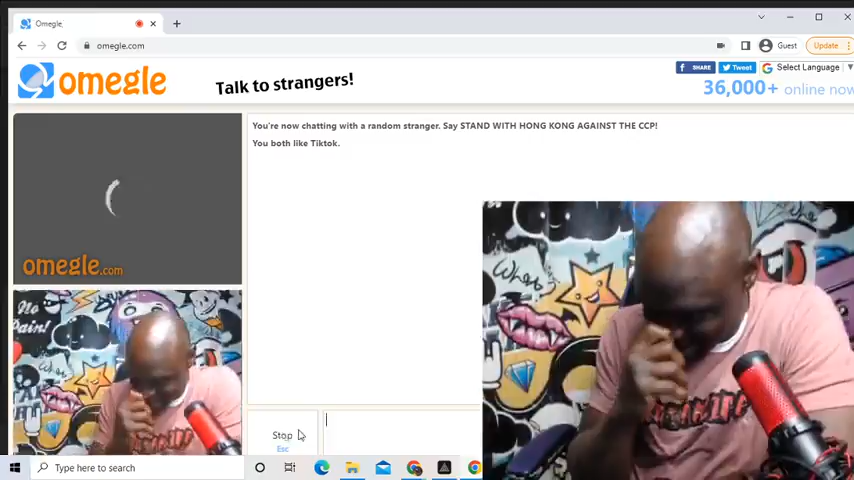 Omegle,
omegle.com
Guest
Update
omegle
Talk to strangers!
SHARE
Tweet
Select Language
36,000+ online now
You're now chatting with a random stranger. Say STAND WITH HONG KONG AGAINST THE CCP!
You both like Tiktok.
omegle.com
No
Pain!
Stop
Esc
Type here to search